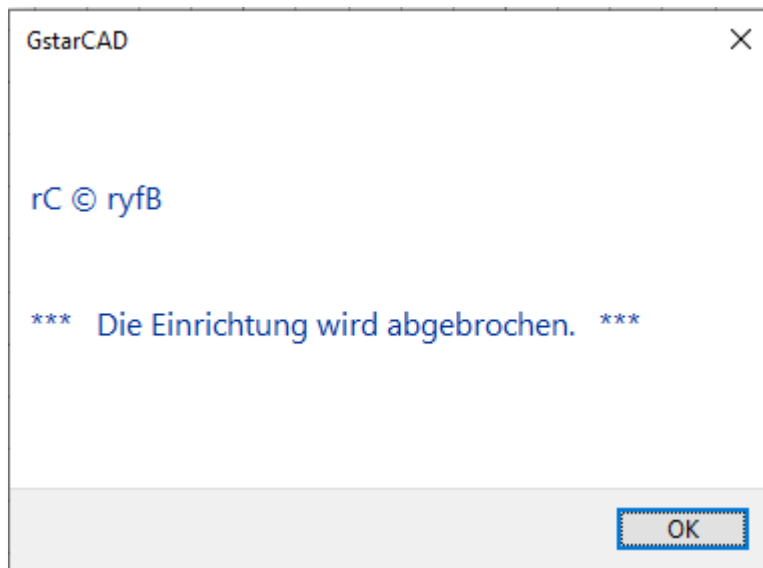 GstarCAD
rC © ryfB
*** Die Einrichtung wird abgebrochen. ***
OK